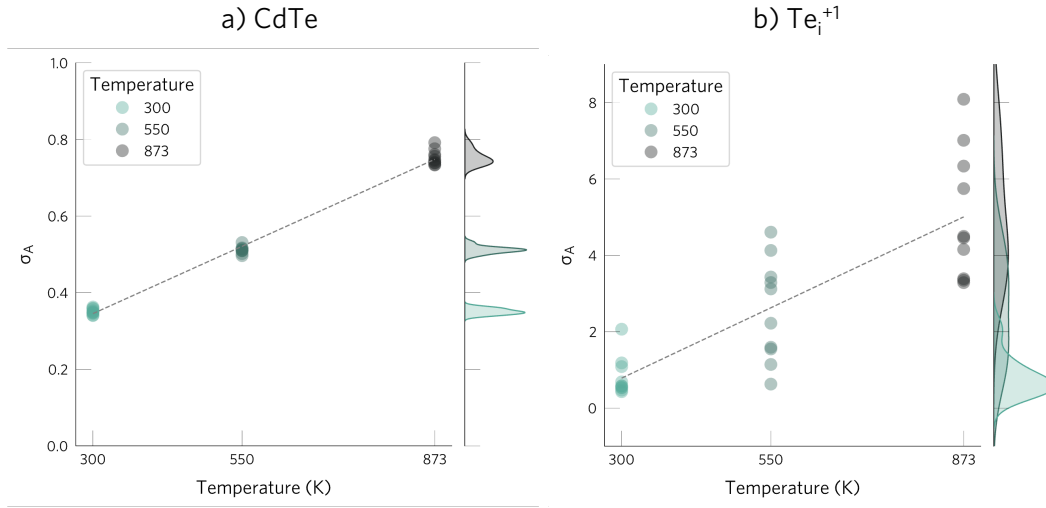 a) CdTe
1.0
0.8
0.6
0.4
0.2
0.0
σA
Temperature
300
550
873
300
550
873
Temperature (K)
b) Tei+1
8
6
4
2
0
σA
Temperature
300
550
873
300
550
873
Temperature (K)